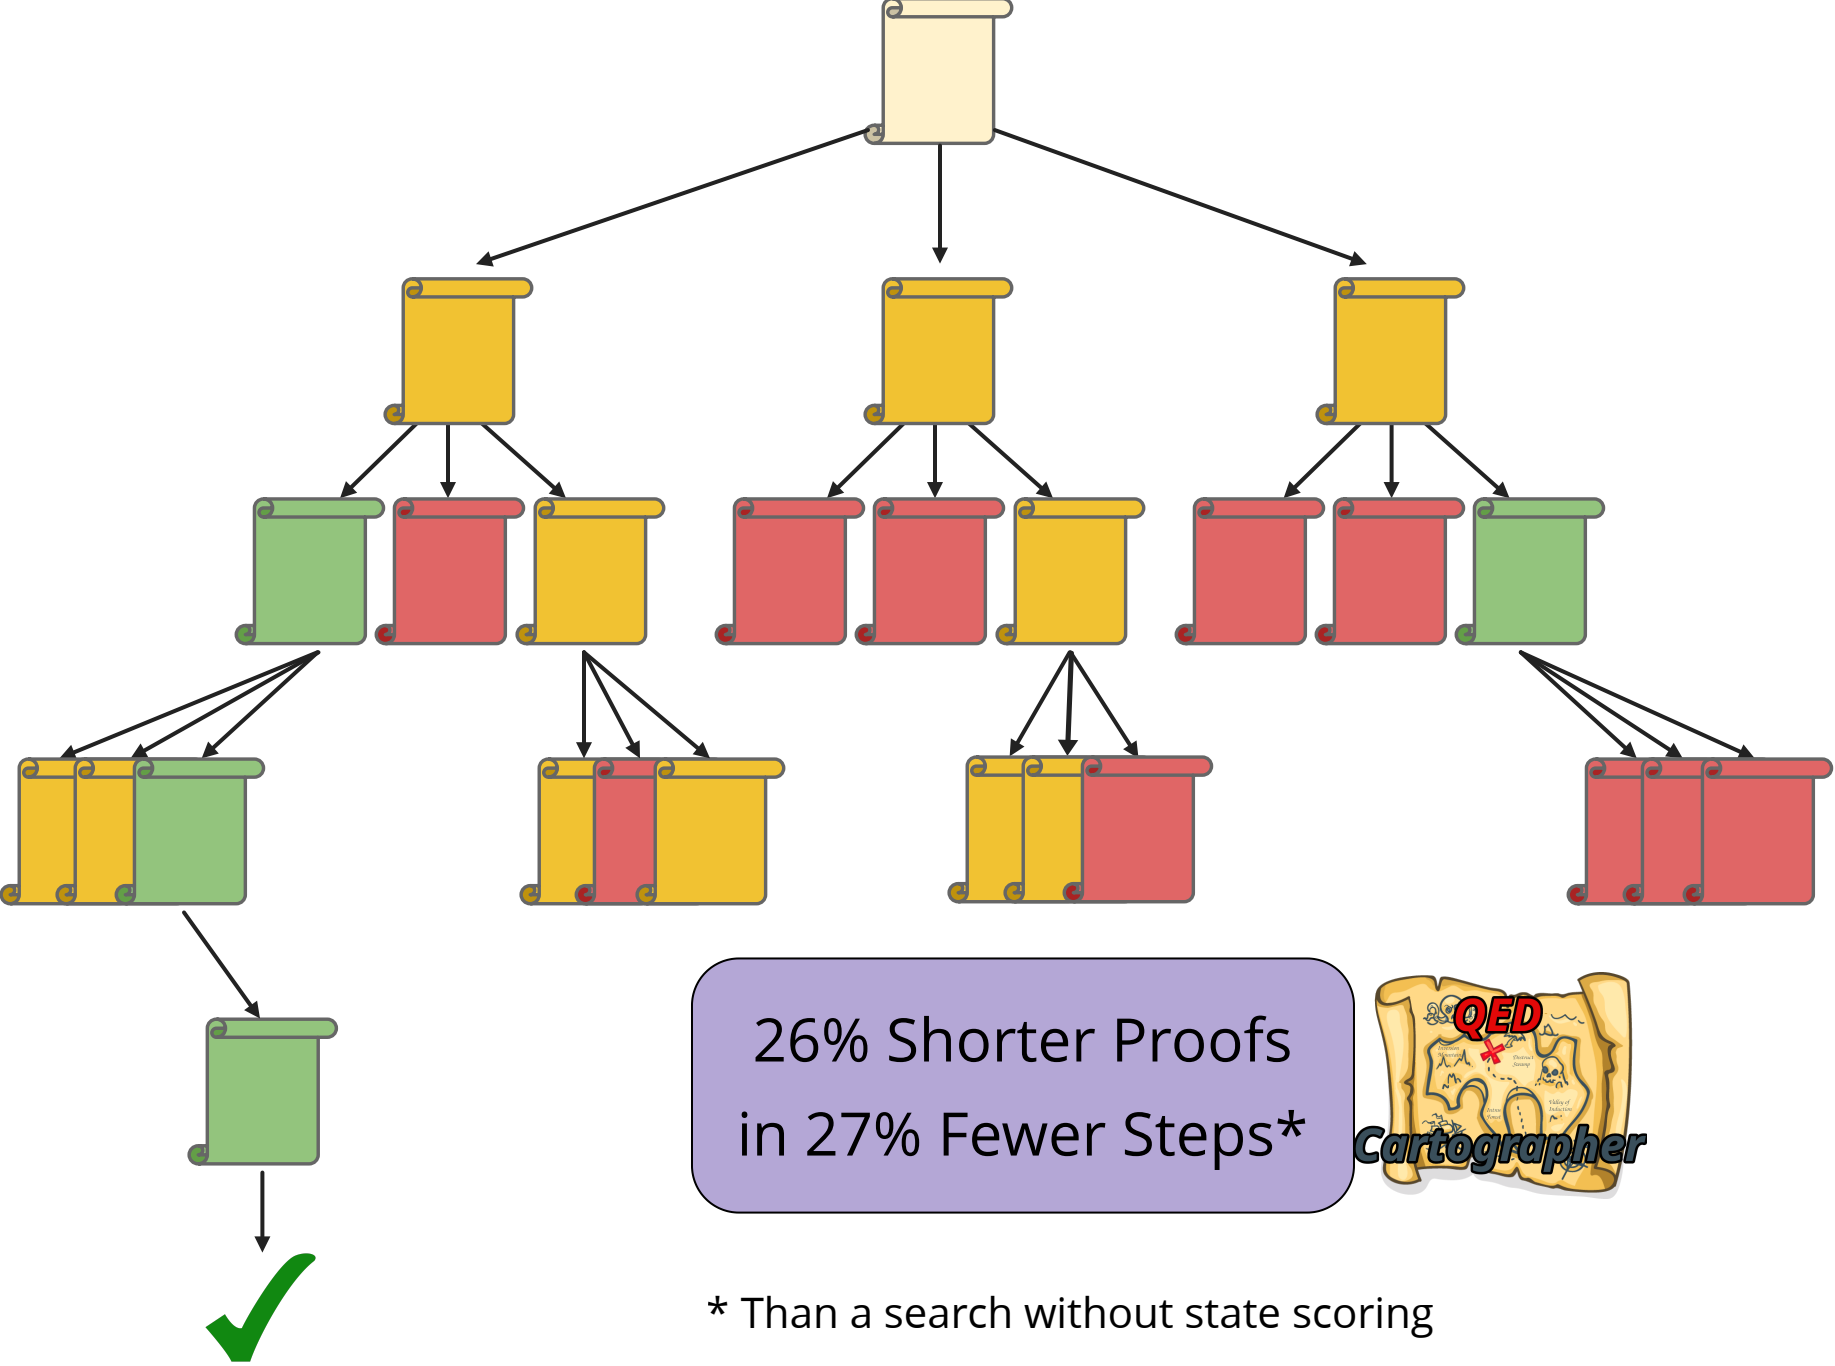 26% Shorter Proofs
in 27% Fewer Steps*
QED
Cartographer
* Than a search without state scoring